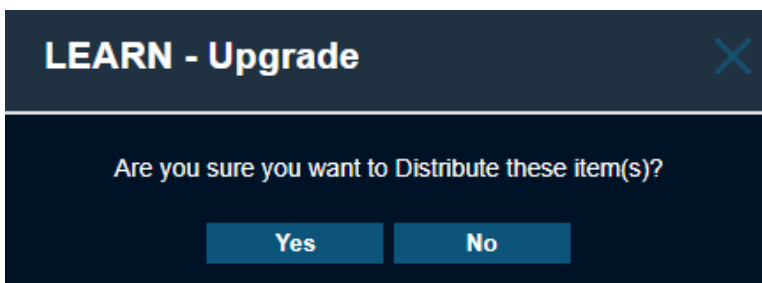 LEARN - Upgrade
Are you sure you want to Distribute these item(s)?
Yes No